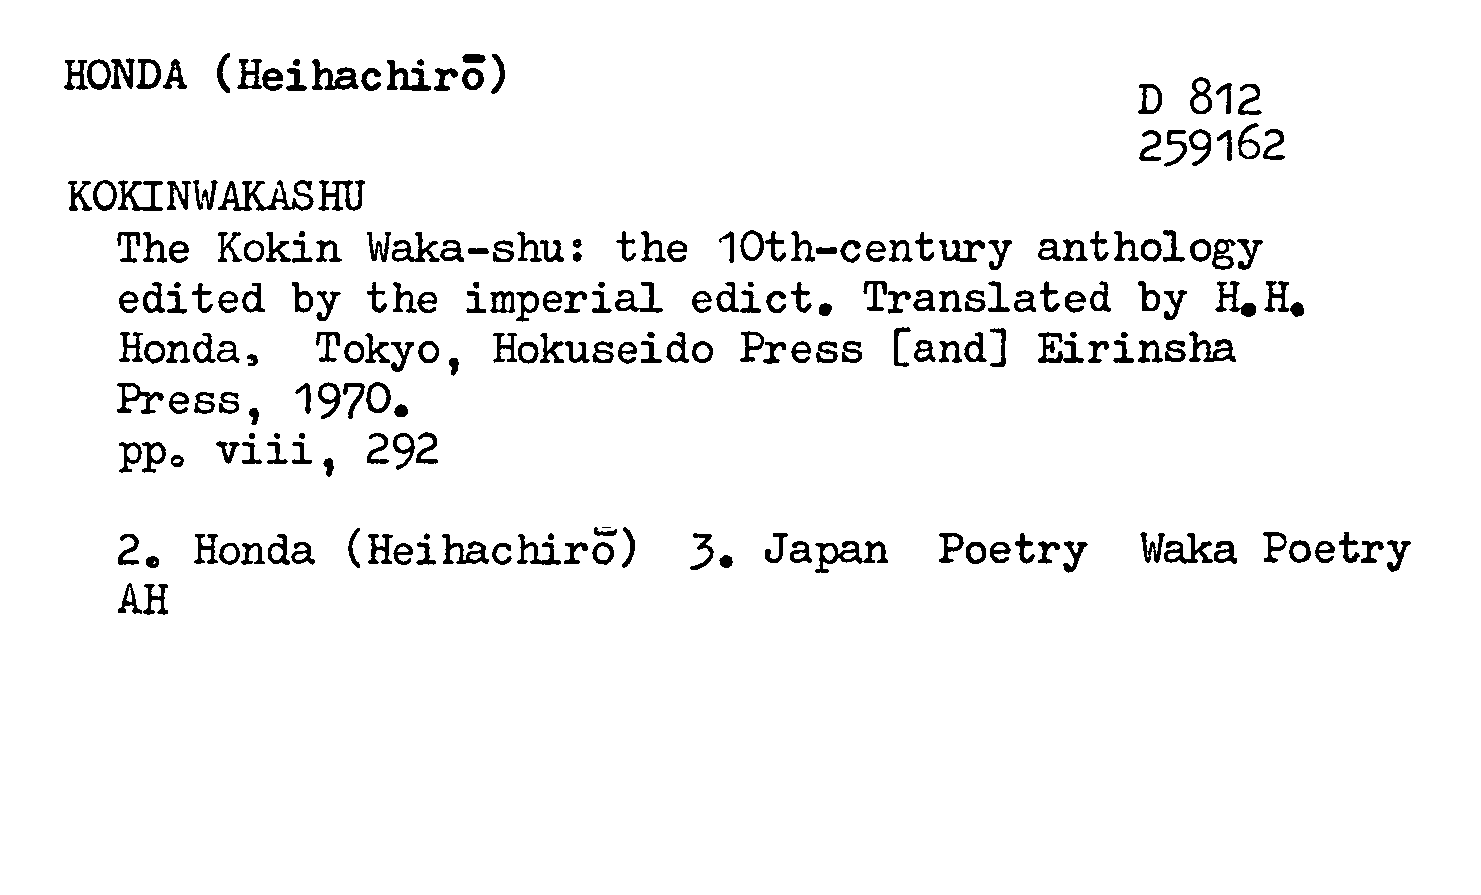 HONDA (Heihachirō)
D 812
259162
KOKINWAKASHU
The Kokin Waka-shu: the 10th-century anthology
edited by the imperial edict. Translated by H.H.
Honda, Tokyo, Hokuseido Press [and] Eirinsha
Press, 1970.
pp. viii, 292
2. Honda (Heihachirō) 3. Japan Poetry Waka Poetry
AH